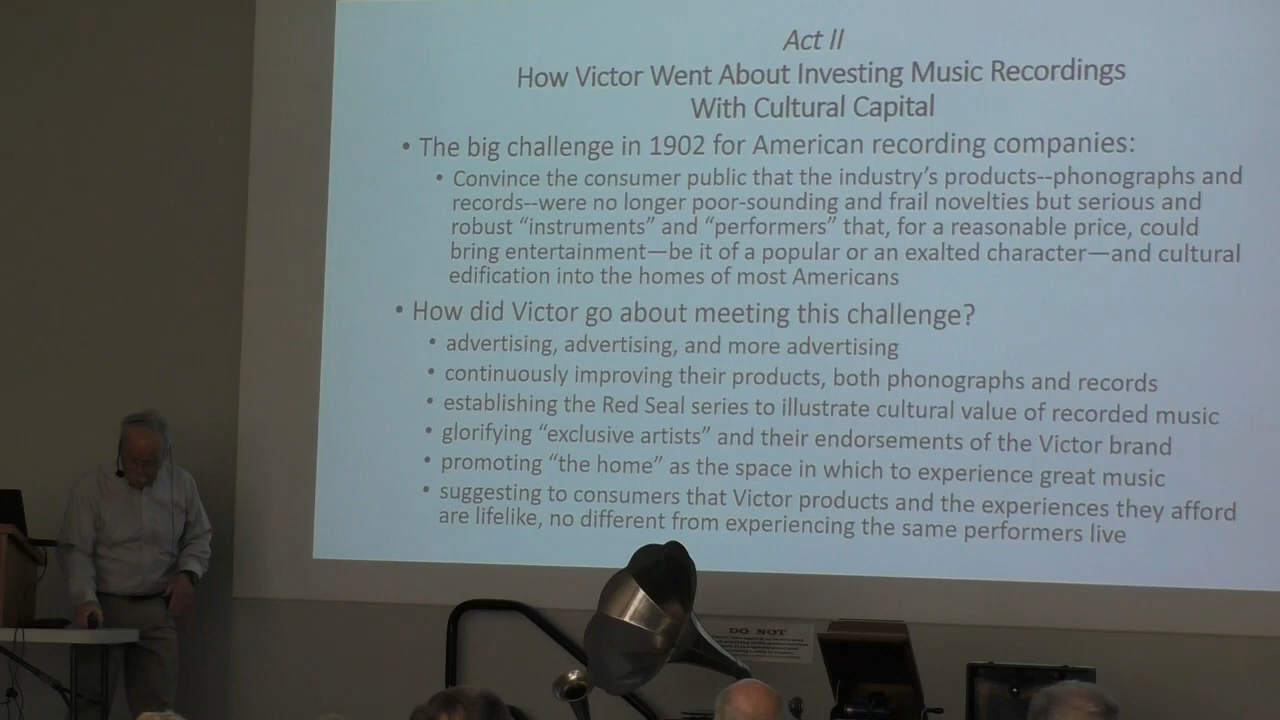 Act II
How Victor Went About Investing Music Recordings
With Cultural Capital
• The big challenge in 1902 for American recording companies:
• Convince the consumer public that the industry's products--phonographs and
records--were no longer poor-sounding and frail novelties but serious and
robust “instruments” and “performers” that, for a reasonable price, could
bring entertainment—be it of a popular or an exalted character—and cultural
edification into the homes of most Americans
• How did Victor go about meeting this challenge?
• advertising, advertising, and more advertising
• continuously improving their products, both phonographs and records
• establishing the Red Seal series to illustrate cultural value of recorded music
• glorifying “exclusive artists” and their endorsements of the Victor brand
• promoting “the home” as the space in which to experience great music
• suggesting to consumers that Victor products and the experiences they afford
are lifelike, no different from experiencing the same performers live
DO NOT